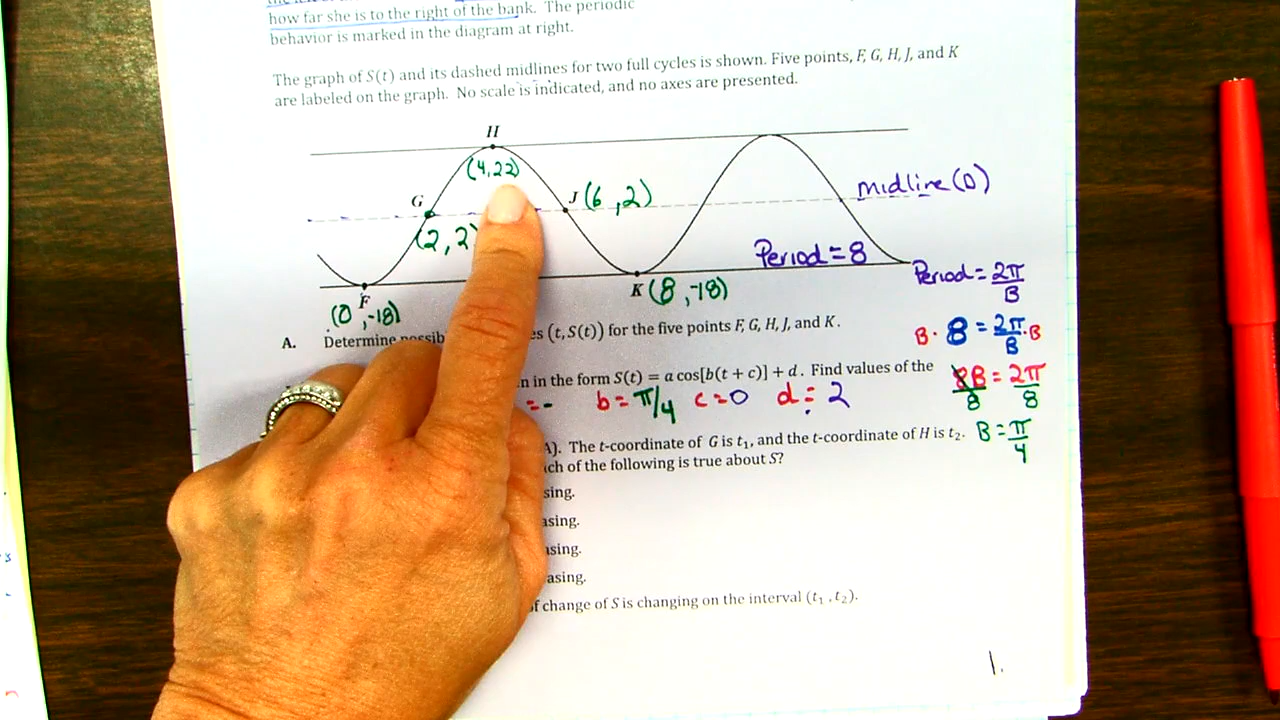 how far she is to the right of the bank. The periodic
behavior is marked in the diagram at right.
The graph of S(t) and its dashed midlines for two full cycles is shown. Five points, F, G, H, J, and K
are labeled on the graph. No scale is indicated, and no axes are presented.
H
(4,22)
G
J (6,2)
midline(D)
(2,2)
Period=8
F
(0,-18)
K (8,-18)
Period=2π/B
B·8=2π/B·B
8B/8=2π/8
B=π/4
A. Determine possib es (t, S(t)) for the five points F, G, H, J, and K.
n in the form S(t) = a cos[b(t + c)] + d. Find values of the
=- b=π/4 c=0 d=2
A). The t-coordinate of G is t₁, and the t-coordinate of H is t₂.
ch of the following is true about S?
sing.
asing.
asing.
asing.
of change of S is changing on the interval (t₁, t₂).
1.